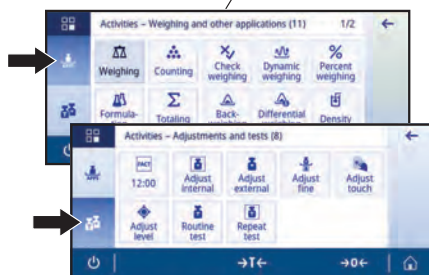 Activities – Weighing and other applications (11) 1/2
Weighing Counting Check weighing Dynamic weighing Percent weighing
Formula- Totaling Back- Differential Density
Activities – Adjustments and tests (8)
FACT
12:00 Adjust internal Adjust external Adjust fine Adjust touch
Adjust level Routine test Repeat test
→T← →0←